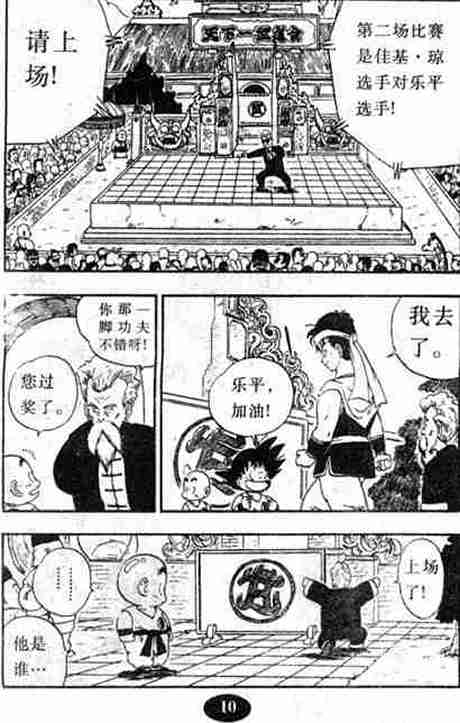 天下一武道会
第二场比赛
是佳基·琼
选手对乐平
选手!
请上
场!
你那一
脚功夫
不错呀!
您过
奖了。
我去
了。
乐平,
加油!
……
他是
谁…
上场
了!
10